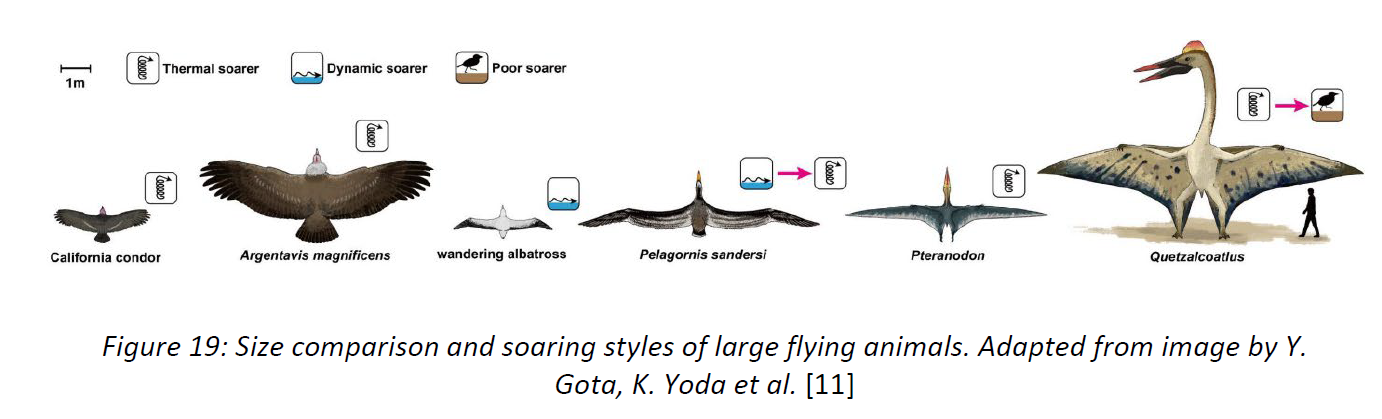 1m
Thermal soarer
Dynamic soarer
Poor soarer
California condor
Argentavis magnificens
wandering albatross
Pelagornis sandersi
Pteranodon
Quetzalcoatlus
Figure 19: Size comparison and soaring styles of large flying animals. Adapted from image by Y.
Gota, K. Yoda et al. [11]